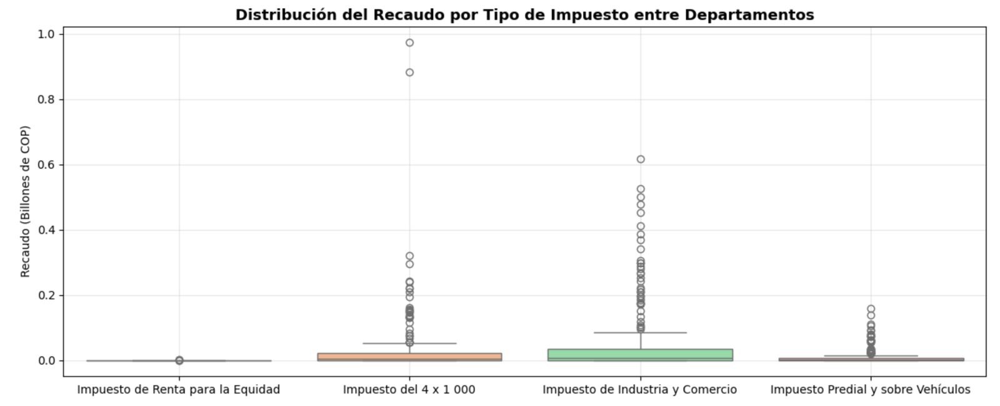 Distribución del Recaudo por Tipo de Impuesto entre Departamentos
Recaudo (Billones de COP)
1.0
0.8
0.6
0.4
0.2
0.0
Impuesto de Renta para la Equidad
Impuesto del 4 x 1 000
Impuesto de Industria y Comercio
Impuesto Predial y sobre Vehículos